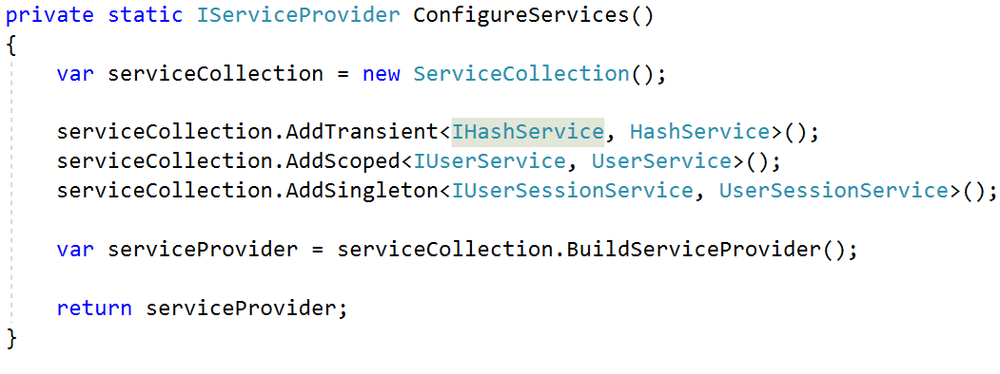 private static IServiceProvider ConfigureServices()
{
    var serviceCollection = new ServiceCollection();

    serviceCollection.AddTransient<IHashService, HashService>();
    serviceCollection.AddScoped<IUserService, UserService>();
    serviceCollection.AddSingleton<IUserSessionService, UserSessionService>();

    var serviceProvider = serviceCollection.BuildServiceProvider();

    return serviceProvider;
}